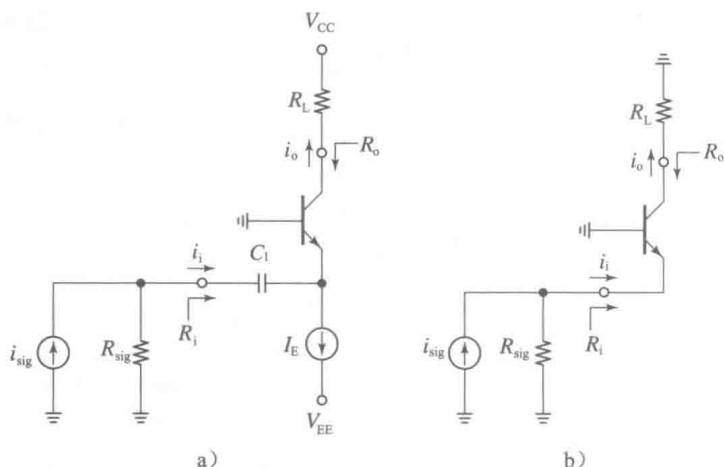 V_CC
R_L
i_o
R_o
i_i
C_1
R_i
i_sig
R_sig
I_E
V_EE
a）
R_L
i_o
R_o
i_i
i_sig
R_sig
R_i
b）